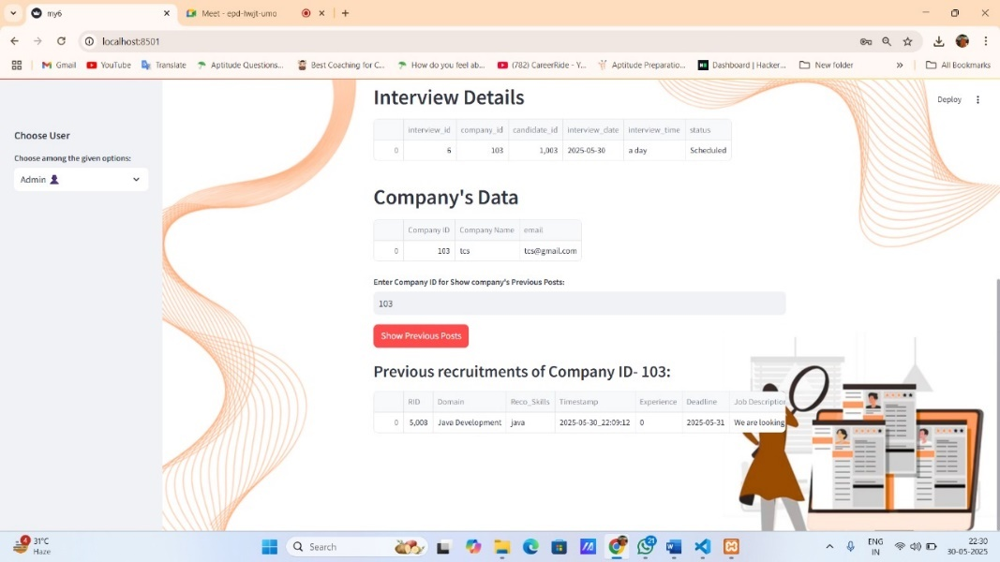 my6
Meet - epd-hwjt-umo
localhost:8501
Gmail
YouTube
Translate
Aptitude Questions...
Best Coaching for C...
How do you feel ab...
(782) CareerRide - Y...
Aptitude Preparatio...
Dashboard | Hacker...
New folder
»
All Bookmarks
Deploy
Choose User
Choose among the given options:
Admin
Interview Details
interview_id company_id candidate_id interview_date interview_time status
0 6 103 1,003 2025-05-30 a day Scheduled
Company's Data
Company ID Company Name email
0 103 tcs tcs@gmail.com
Enter Company ID for Show company's Previous Posts:
103
Show Previous Posts
Previous recruitments of Company ID- 103:
RID Domain Reco_Skills Timestamp Experience Deadline Job Description
0 5,008 Java Development java 2025-05-30_22:09:12 0 2025-05-31 We are looking
4
31°C
Haze
Search
21
ENG
IN
22:30
30-05-2025